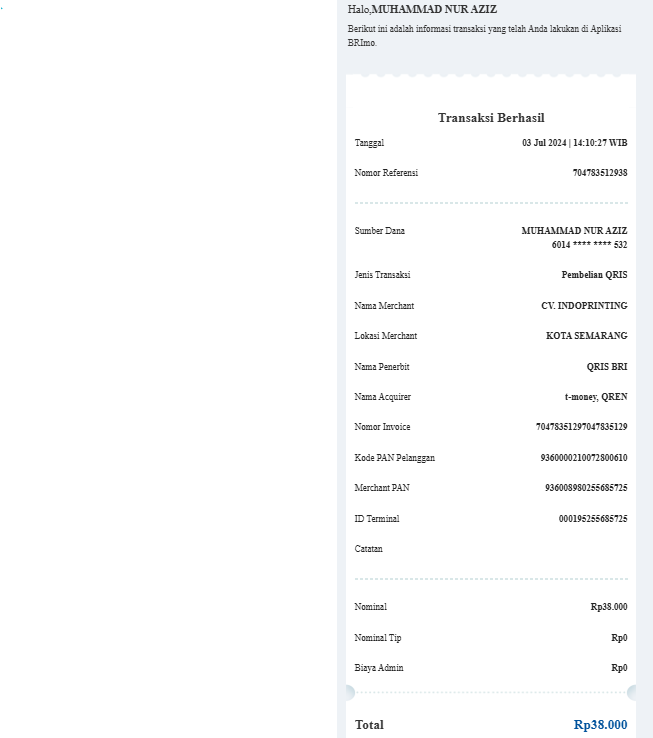 Halo,MUHAMMAD NUR AZIZ
Berikut ini adalah informasi transaksi yang telah Anda lakukan di Aplikasi
BRImo.
Transaksi Berhasil
Tanggal 03 Jul 2024 | 14:10:27 WIB
Nomor Referensi 704783512938
Sumber Dana MUHAMMAD NUR AZIZ
6014 **** **** 532
Jenis Transaksi Pembelian QRIS
Nama Merchant CV. INDOPRINTING
Lokasi Merchant KOTA SEMARANG
Nama Penerbit QRIS BRI
Nama Acquirer t-money, QREN
Nomor Invoice 70478351297047835129
Kode PAN Pelanggan 9360000210072800610
Merchant PAN 936008980255685725
ID Terminal 000195255685725
Catatan
Nominal Rp38.000
Nominal Tip Rp0
Biaya Admin Rp0
Total Rp38.000